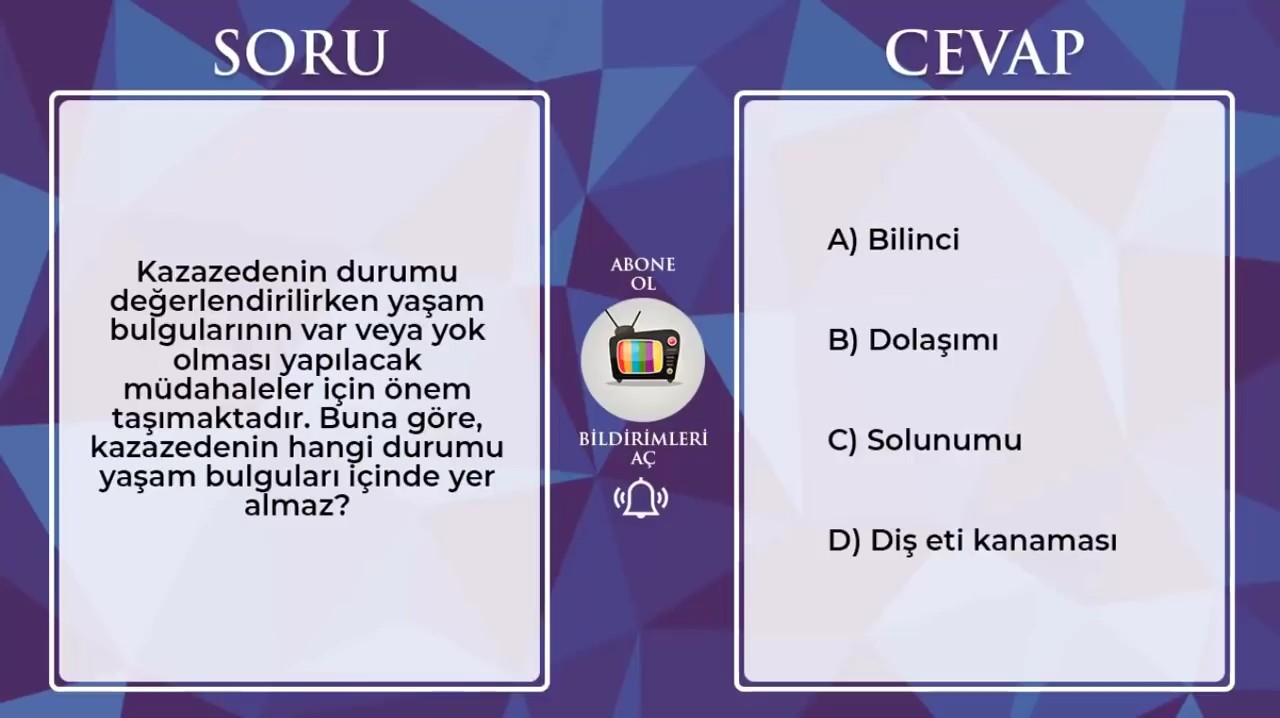 SORU
Kazazedenin durumu
değerlendirilirken yaşam
bulgularının var veya yok
olması yapılacak
müdahaleler için önem
taşımaktadır. Buna göre,
kazazedenin hangi durumu
yaşam bulguları içinde yer
almaz?
ABONE
OL
BİLDİRİMLERİ
AÇ
CEVAP
A) Bilinci
B) Dolaşımı
C) Solunumu
D) Diş eti kanaması